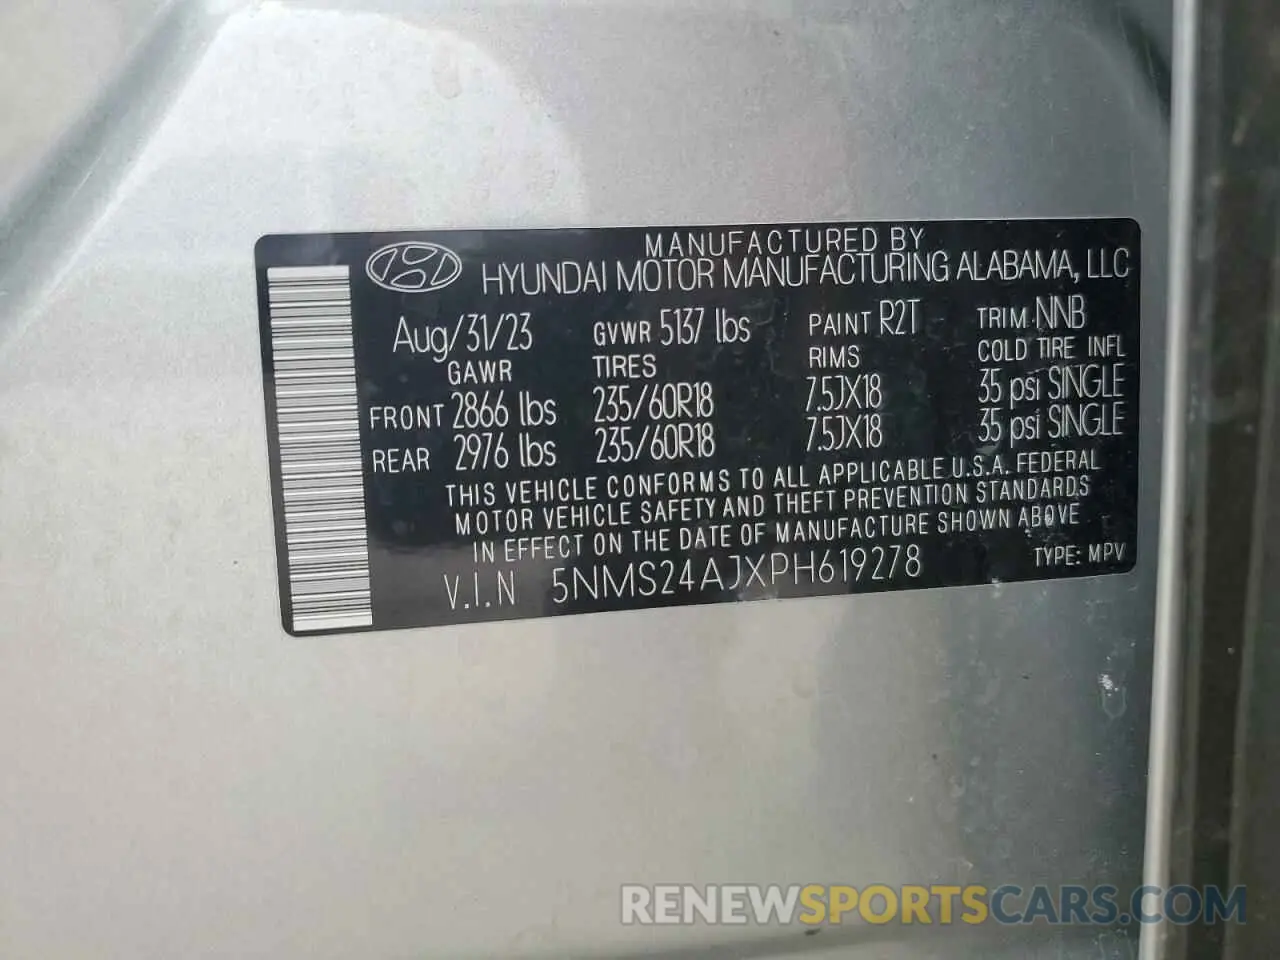 MANUFACTURED BY
HYUNDAI MOTOR MANUFACTURING ALABAMA, LLC
Aug/31/23 GVWR 5137 lbs PAINT R2T TRIM NNB
GAWR TIRES RIMS COLD TIRE INFL
FRONT 2866 lbs 235/60R18 7.5JX18 35 psi SINGLE
REAR 2976 lbs 235/60R18 7.5JX18 35 psi SINGLE
THIS VEHICLE CONFORMS TO ALL APPLICABLE U.S.A. FEDERAL
MOTOR VEHICLE SAFETY AND THEFT PREVENTION STANDARDS
IN EFFECT ON THE DATE OF MANUFACTURE SHOWN ABOVE
V.I.N 5NMS24AJXPH619278 TYPE: MPV
RENEWSPORTSCARS.COM